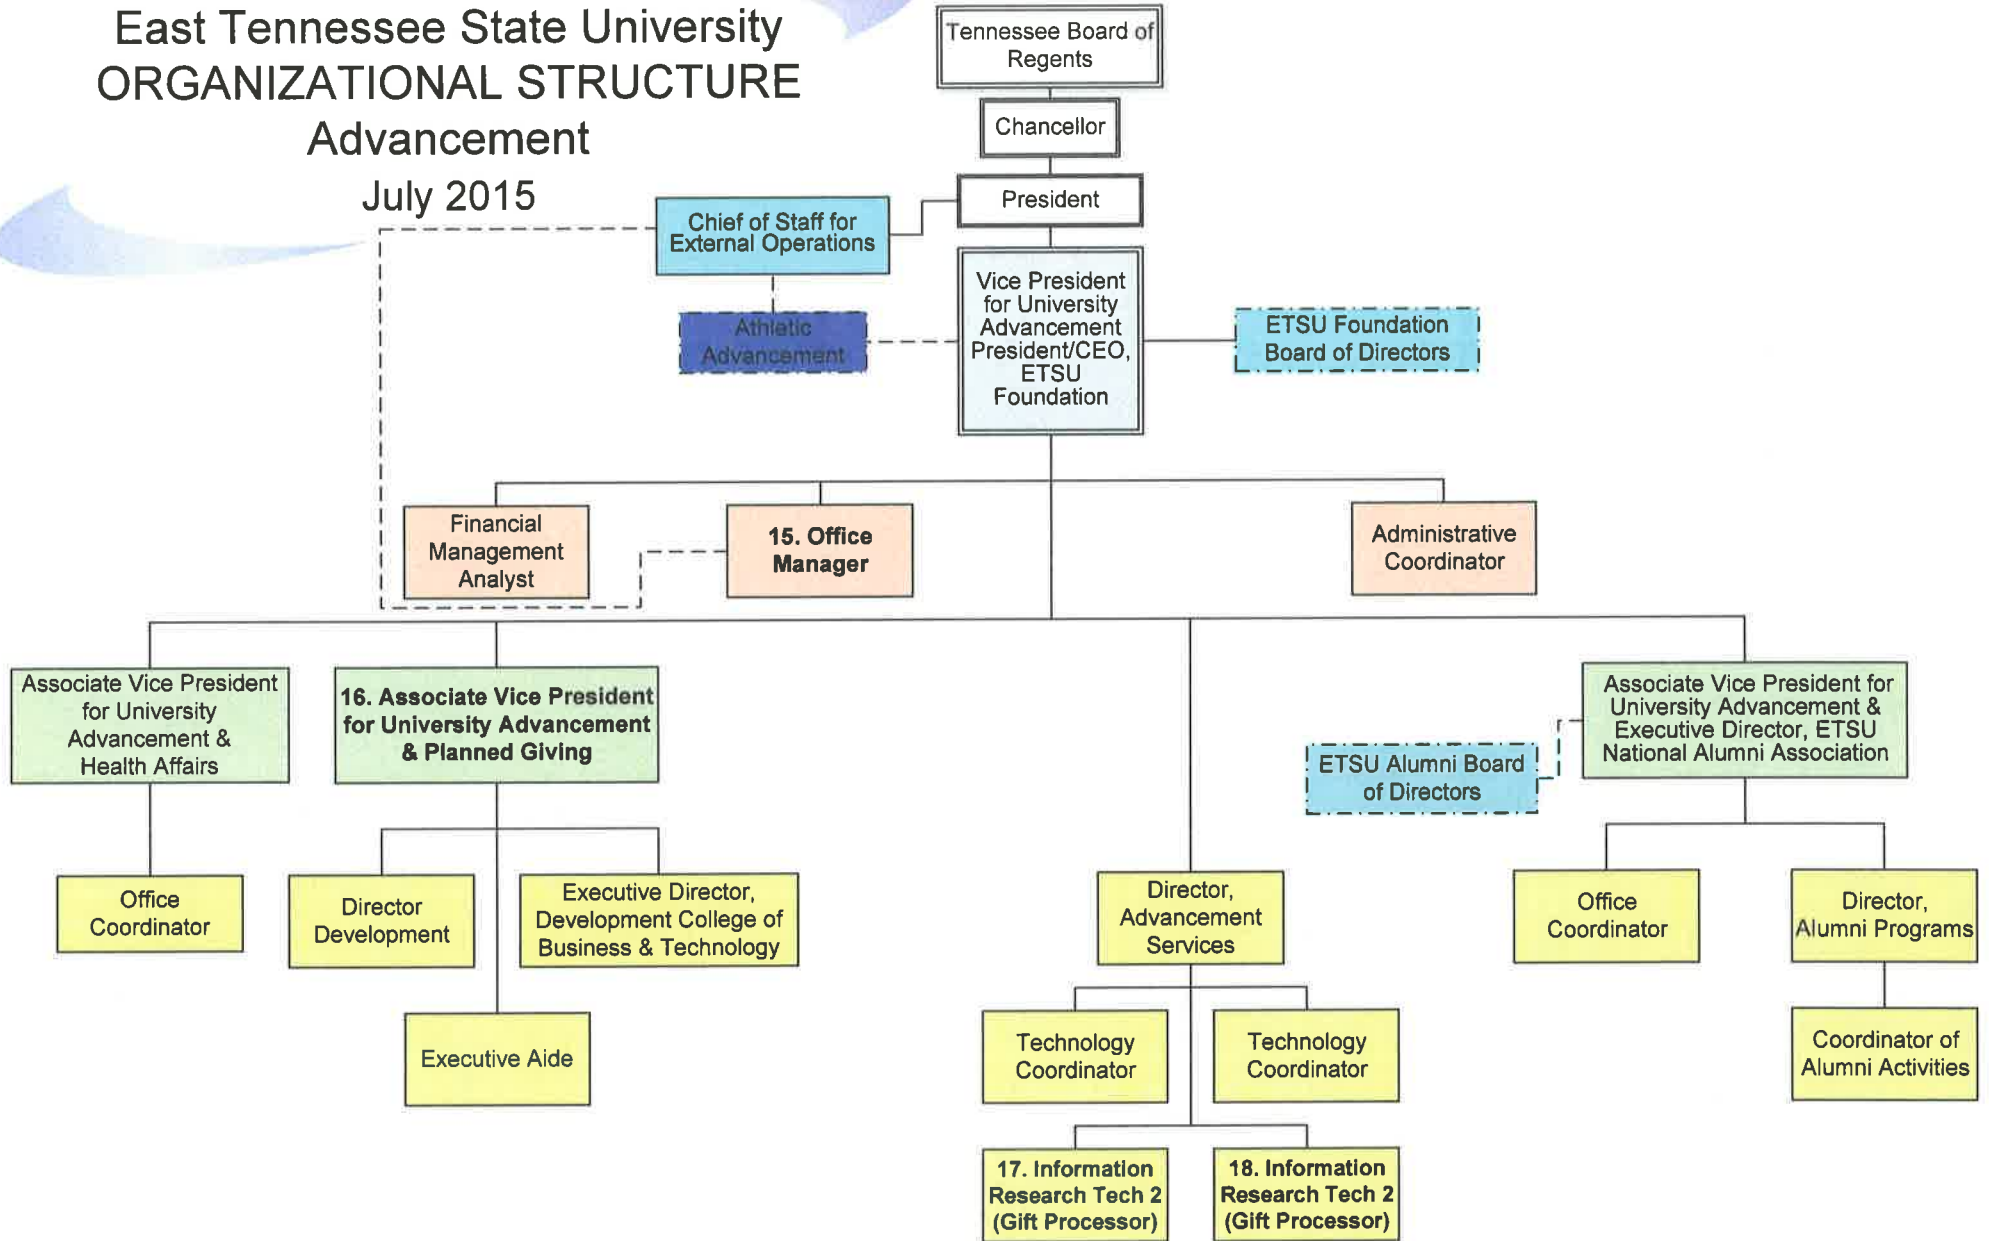 East Tennessee State University
ORGANIZATIONAL STRUCTURE
Advancement
July 2015
Tennessee Board of
Regents
Chancellor
President
Chief of Staff for
External Operations
Vice President
for University
Advancement
President/CEO,
ETSU
Foundation
Athletic
Advancement
ETSU Foundation
Board of Directors
Financial
Management
Analyst
15. Office
Manager
Administrative
Coordinator
Associate Vice President
for University
Advancement &
Health Affairs
16. Associate Vice President
for University Advancement
& Planned Giving
Associate Vice President for
University Advancement &
Executive Director, ETSU
National Alumni Association
ETSU Alumni Board
of Directors
Office
Coordinator
Director
Development
Executive Director,
Development College of
Business & Technology
Director,
Advancement
Services
Office
Coordinator
Director,
Alumni Programs
Executive Aide
Technology
Coordinator
Technology
Coordinator
Coordinator of
Alumni Activities
17. Information
Research Tech 2
(Gift Processor)
18. Information
Research Tech 2
(Gift Processor)